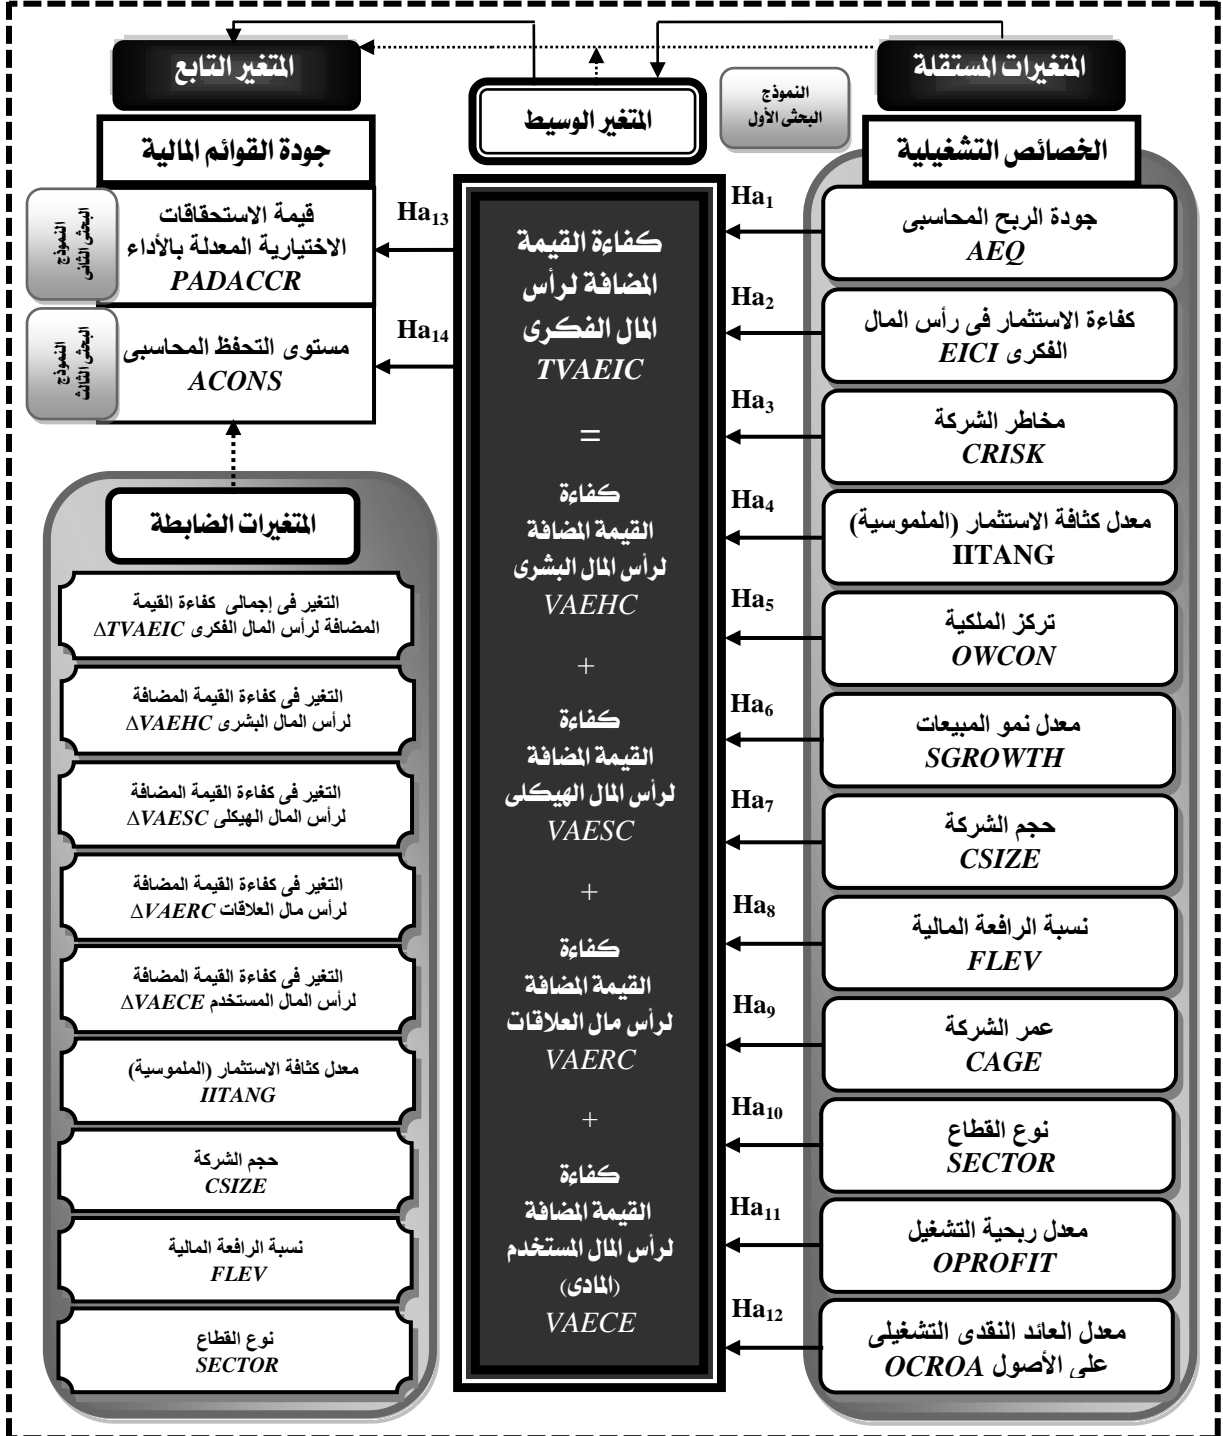 المتغيرات المستقلة
المتغير التابع
النموذج
البحثى الأول
المتغير الوسيط
الخصائص التشغيلية
جودة الربح المحاسبى
AEQ
كفاءة الاستثمار فى رأس المال
الفكرى EICI
مخاطر الشركة
CRISK
معدل كثافة الاستثمار (الملموسية)
IITANG
تركز الملكية
OWCON
معدل نمو المبيعات
SGROWTH
حجم الشركة
CSIZE
نسبة الرافعة المالية
FLEV
عمر الشركة
CAGE
نوع القطاع
SECTOR
معدل ربحية التشغيل
OPROFIT
معدل العائد النقدى التشغيلى
على الأصول OCROA
Ha1
Ha2
Ha3
Ha4
Ha5
Ha6
Ha7
Ha8
Ha9
Ha10
Ha11
Ha12
كفاءة القيمة
المضافة لرأس
المال الفكرى
TVAEIC
=
كفاءة
القيمة المضافة
لرأس المال البشرى
VAEHC
+
كفاءة
القيمة المضافة
لرأس المال الهيكلى
VAESC
+
كفاءة
القيمة المضافة
لرأس مال العلاقات
VAERC
+
كفاءة
القيمة المضافة
لرأس المال المستخدم
(المادى)
VAECE
Ha13
Ha14
جودة القوائم المالية
قيمة الاستحقاقات
الاختيارية المعدلة بالأداء
PADACCR
النموذج
البحثى الثانى
مستوى التحفظ المحاسبى
ACONS
النموذج
البحثى الثالث
المتغيرات الضابطة
التغير فى إجمالى كفاءة القيمة
المضافة لرأس المال الفكرى ∆TVAEIC
التغير فى كفاءة القيمة المضافة
لرأس المال البشرى ∆VAEHC
التغير فى كفاءة القيمة المضافة
لرأس المال الهيكلى ∆VAESC
التغير فى كفاءة القيمة المضافة
لرأس مال العلاقات ∆VAERC
التغير فى كفاءة القيمة المضافة
لرأس المال المستخدم ∆VAECE
معدل كثافة الاستثمار (الملموسية)
IITANG
حجم الشركة
CSIZE
نسبة الرافعة المالية
FLEV
نوع القطاع
SECTOR